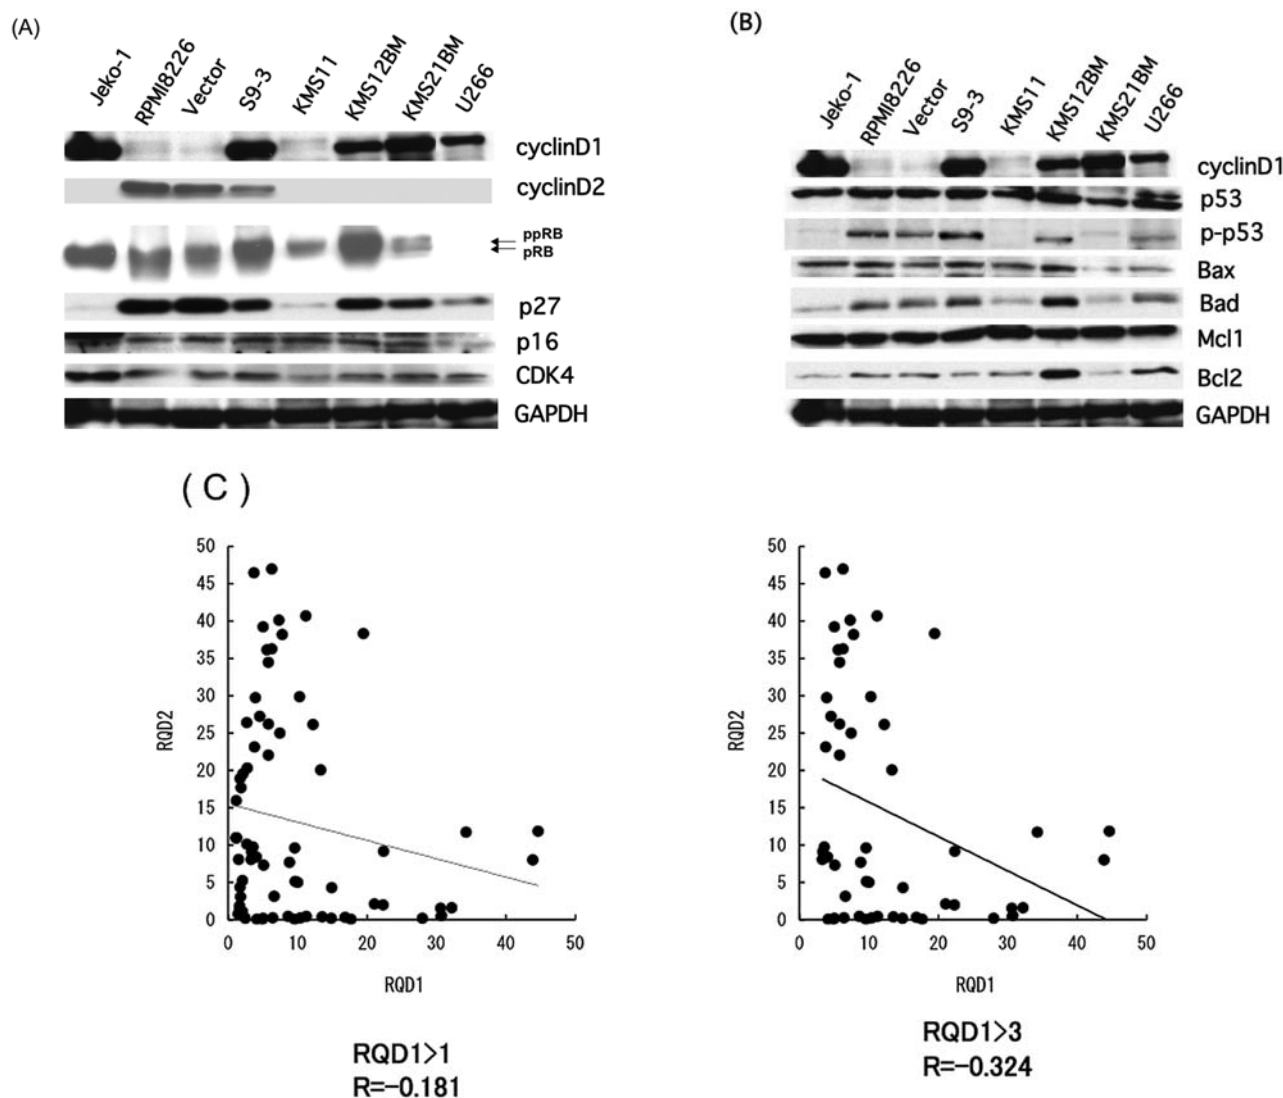 (A)
Jeko-1 RPMI8226 Vector S9-3 KMS11 KMS12BM KMS21BM U266
cyclinD1
cyclinD2
ppRB
pRB
p27
p16
CDK4
GAPDH
(B)
Jeko-1 RPMI8226 Vector S9-3 KMS11 KMS12BM KMS21BM U266
cyclinD1
p53
p-p53
Bax
Bad
Mcl1
Bcl2
GAPDH
( C )
50
45
40
35
30
25
20
15
10
5
0
RQD2
0 10 20 30 40 50
RQD1
RQD1>1
R=-0.181
50
45
40
35
30
25
20
15
10
5
0
RQD2
0 10 20 30 40 50
RQD1
RQD1>3
R=-0.324